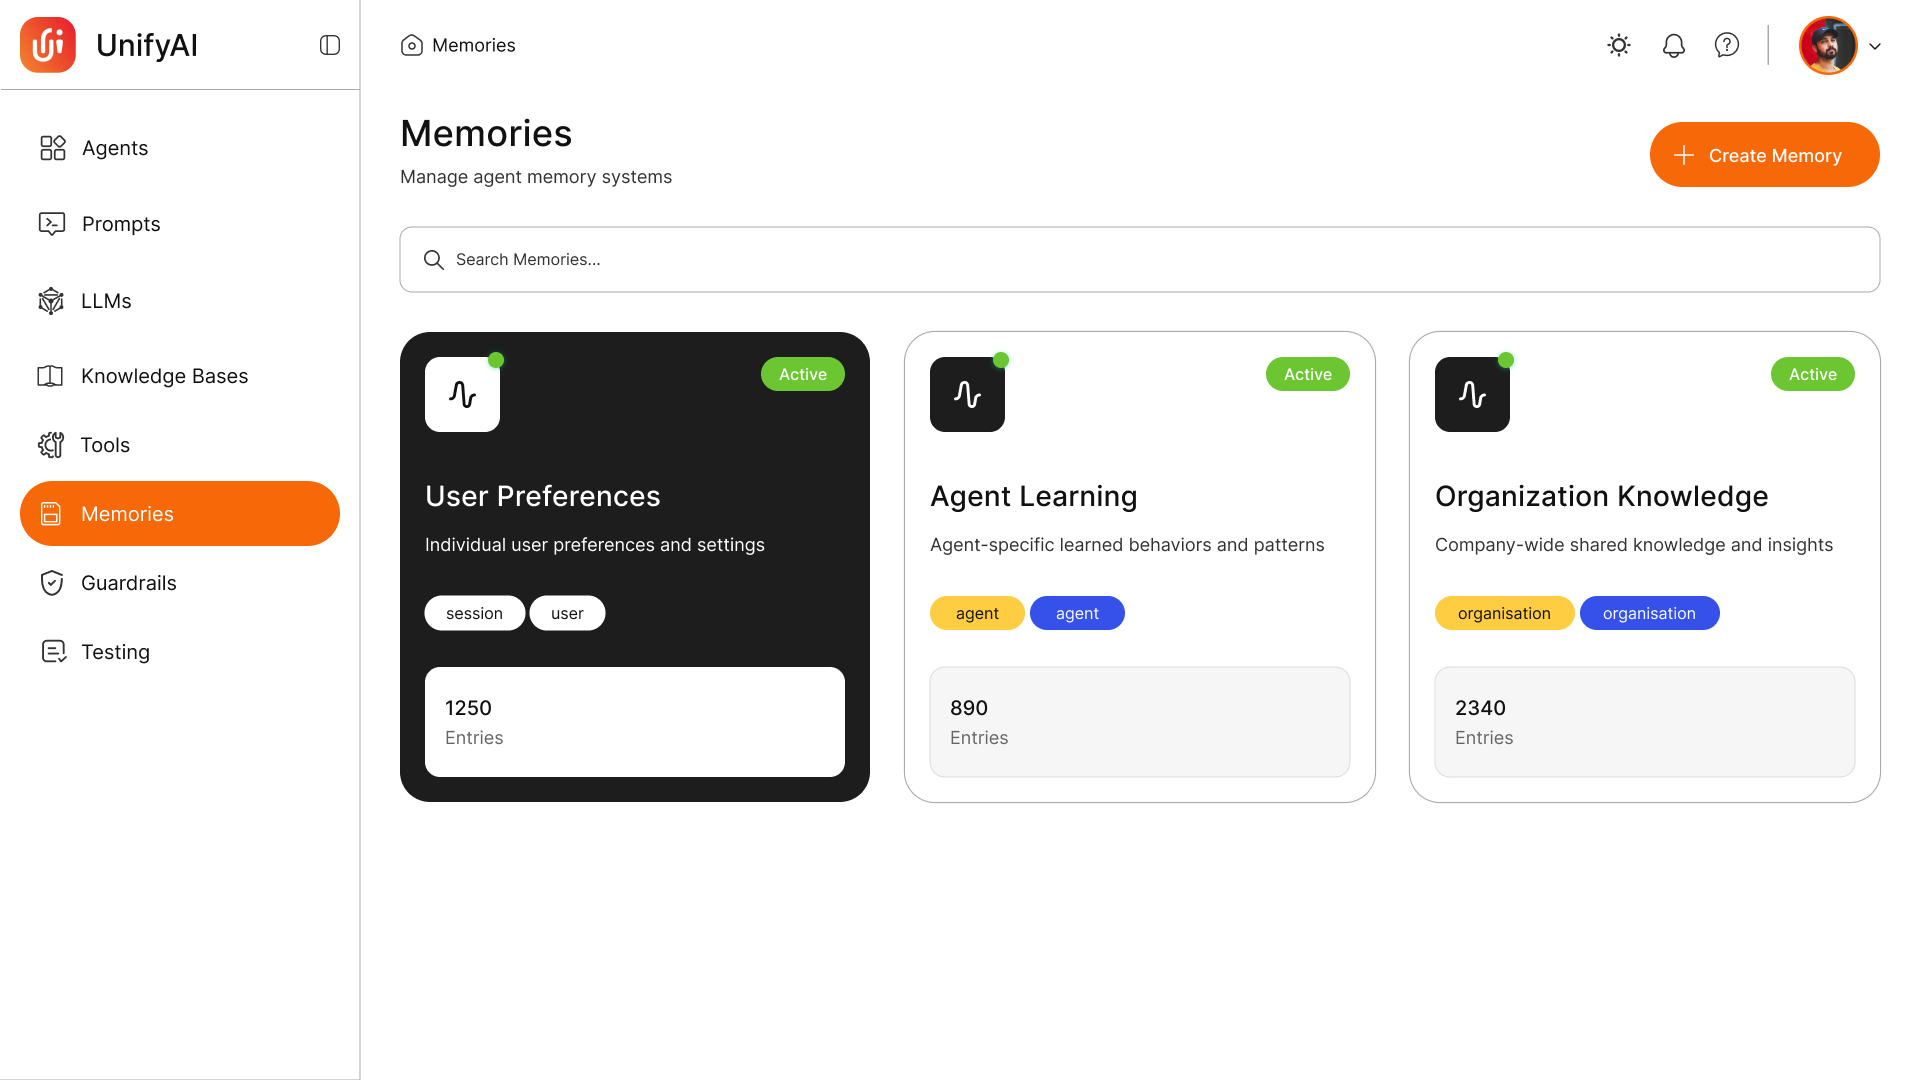 UnifyAI
Memories
Agents
Prompts
LLMs
Knowledge Bases
Tools
Memories
Guardrails
Testing
Memories
Manage agent memory systems
Create Memory
Search Memories...
Active
User Preferences
Individual user preferences and settings
session user
1250
Entries
Active
Agent Learning
Agent-specific learned behaviors and patterns
agent agent
890
Entries
Active
Organization Knowledge
Company-wide shared knowledge and insights
organisation organisation
2340
Entries